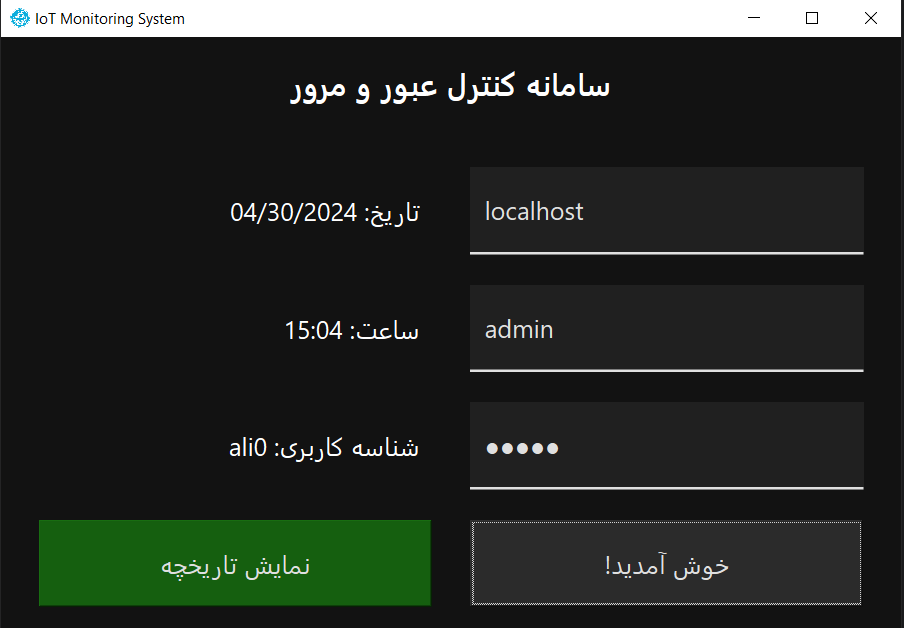 IoT Monitoring System
سامانه کنترل عبور و مرور
localhost
تاریخ: 04/30/2024
admin
ساعت: 15:04
●●●●●
شناسه کاربری: ali0
خوش آمدید!
نمایش تاریخچه